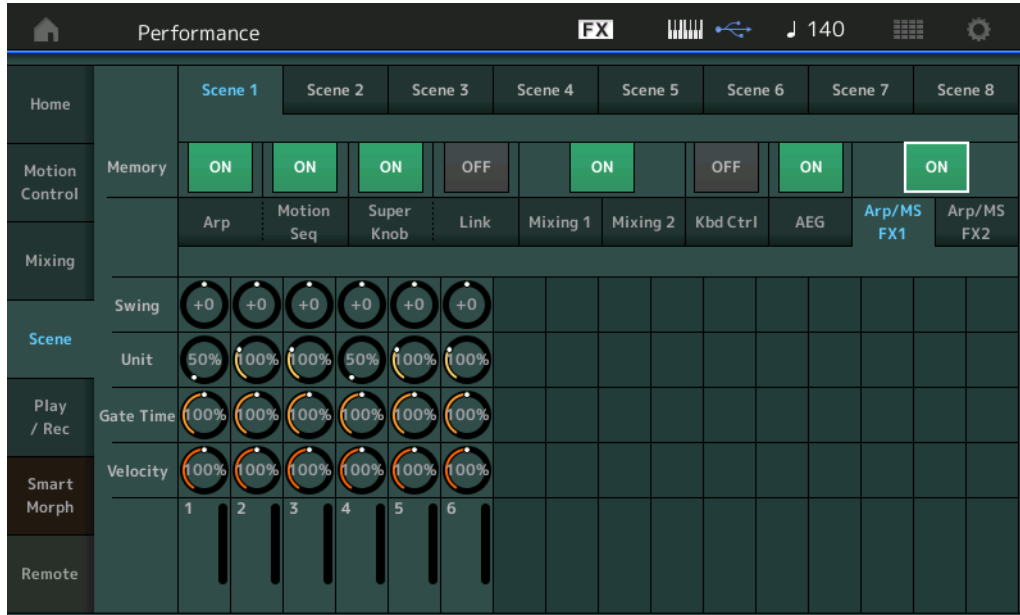 Performance FX 140
Home
Scene 1 Scene 2 Scene 3 Scene 4 Scene 5 Scene 6 Scene 7 Scene 8
Motion
Control
Memory ON ON ON OFF ON OFF ON ON
Arp Motion
Seq Super
Knob Link Mixing 1 Mixing 2 Kbd Ctrl AEG Arp/MS
FX1 Arp/MS
FX2
Mixing
Swing +0 +0 +0 +0 +0 +0
Scene
Unit 50% 100% 100% 50% 100% 100%
Play
/ Rec
Gate Time 100% 100% 100% 100% 100% 100%
Velocity 100% 100% 100% 100% 100% 100%
Smart
Morph
1 2 3 4 5 6
Remote